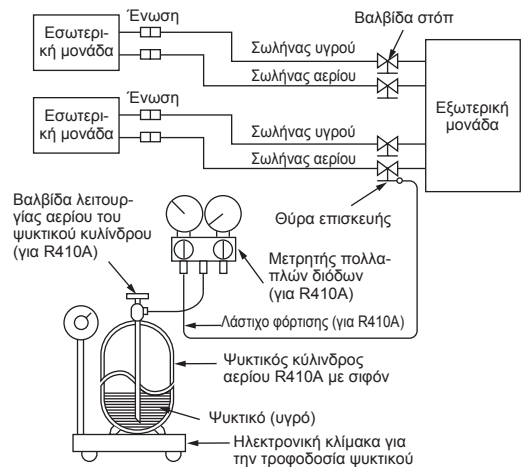 Ένωση
Βαλβίδα στόπ
Εσωτερι-
κή μονάδα
Σωλήνας υγρού
Σωλήνας αερίου
Εξωτερική
μονάδα
Ένωση
Εσωτερι-
κή μονάδα
Σωλήνας υγρού
Σωλήνας αερίου
Θύρα επισκευής
Βαλβίδα λειτουρ-
γίας αερίου του
ψυκτικού κυλίνδρου
(για R410A)
Μετρητής πολλα-
πλών διόδων
(για R410A)
Λάστιχο φόρτισης (για R410A)
Ψυκτικός κύλινδρος
αερίου R410A με σιφόν
Ψυκτικό (υγρό)
Ηλεκτρονική κλίμακα για
την τροφοδοσία ψυκτικού